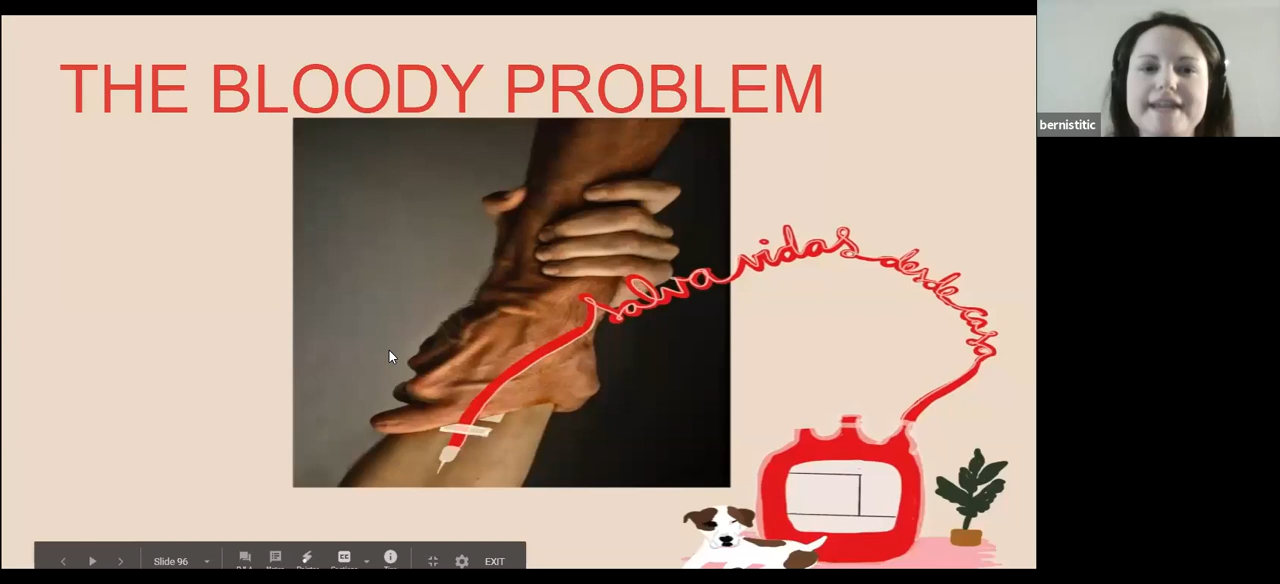 THE BLOODY PROBLEM
bernistitic
salva vidas desde casa
Slide 96
EXIT